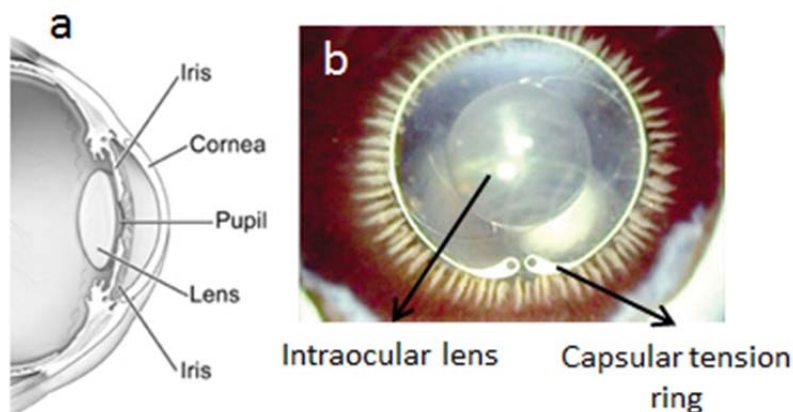 a
Iris
Cornea
Pupil
Lens
Iris
b
Intraocular lens
Capsular tension
ring